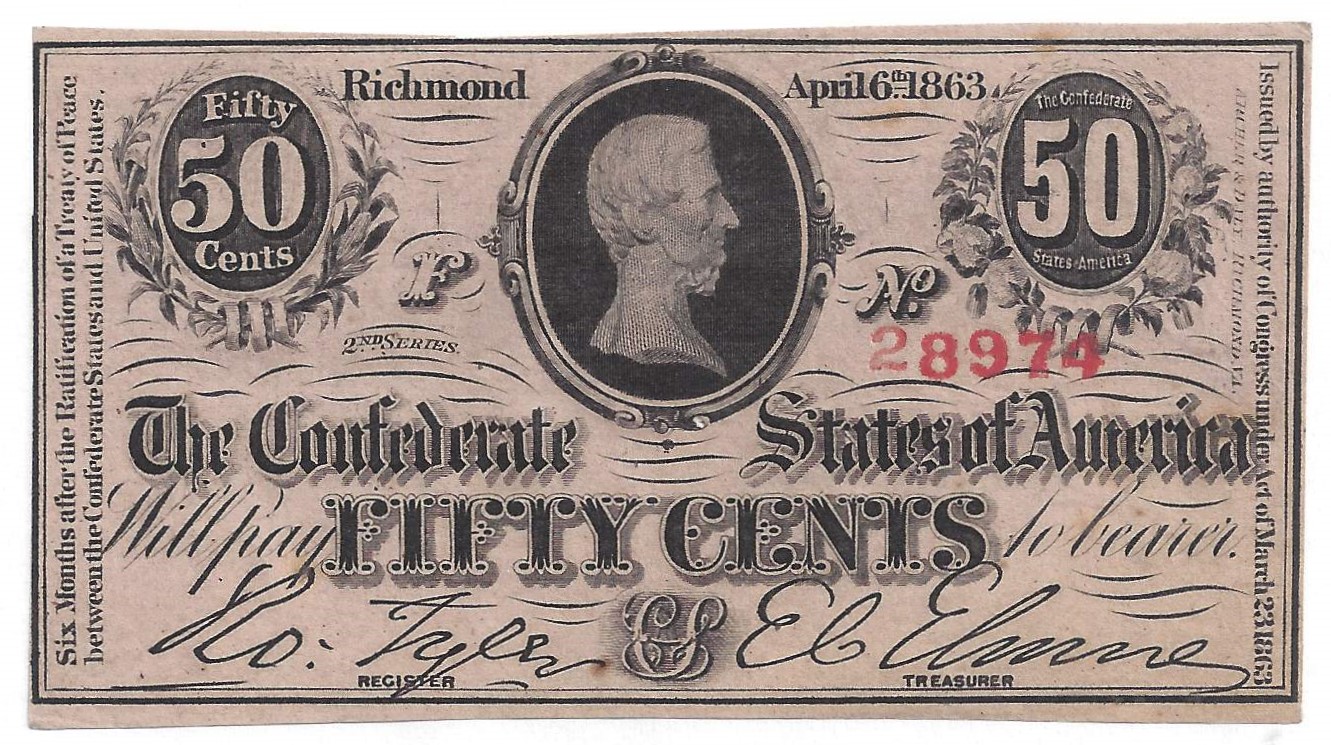 Richmond
April 6th 1863
Fifty
50
Cents
The Confederate
50
States America
F
No
2ND SERIES.
28974
The Confederate States of America
Will pay FIFTY CENTS to bearer.
Ro: Tyler
CS
REGISTER
TREASURER
Six Months after the Ratification of a Treaty of Peace
between the Confederate States and United States.
Issued by authority of Congress under Act of March 23 1863